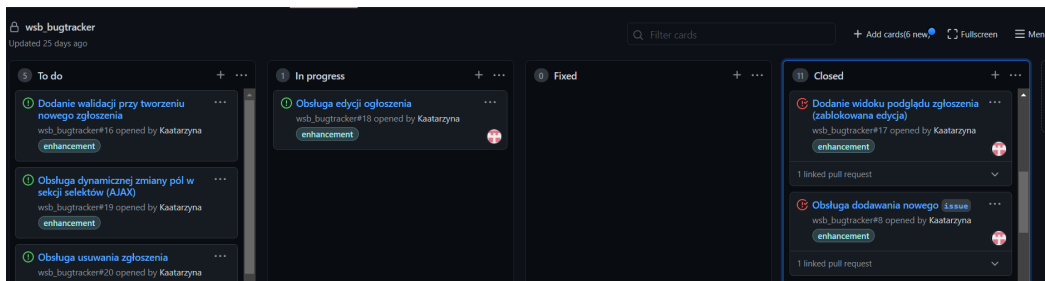 wsb_bugtracker
Updated 25 days ago
Filter cards
+ Add cards(6 new)
Fullscreen
Men
5 To do
Dodanie walidacji przy tworzeniu
nowego zgłoszenia
wsb_bugtracker#16 opened by Kaatarzyna
enhancement
Obsługa dynamicznej zmiany pól w
sekcji selektów (AJAX)
wsb_bugtracker#19 opened by Kaatarzyna
enhancement
Obsługa usuwania zgłoszenia
wsb_bugtracker#20 opened by Kaatarzyna
1 In progress
Obsługa edycji ogłoszenia
wsb_bugtracker#18 opened by Kaatarzyna
enhancement
0 Fixed
11 Closed
Dodanie widoku podglądu zgłoszenia
(zablokowana edycja)
wsb_bugtracker#17 opened by Kaatarzyna
enhancement
1 linked pull request
Obsługa dodawania nowego issue
wsb_bugtracker#8 opened by Kaatarzyna
enhancement
1 linked pull request